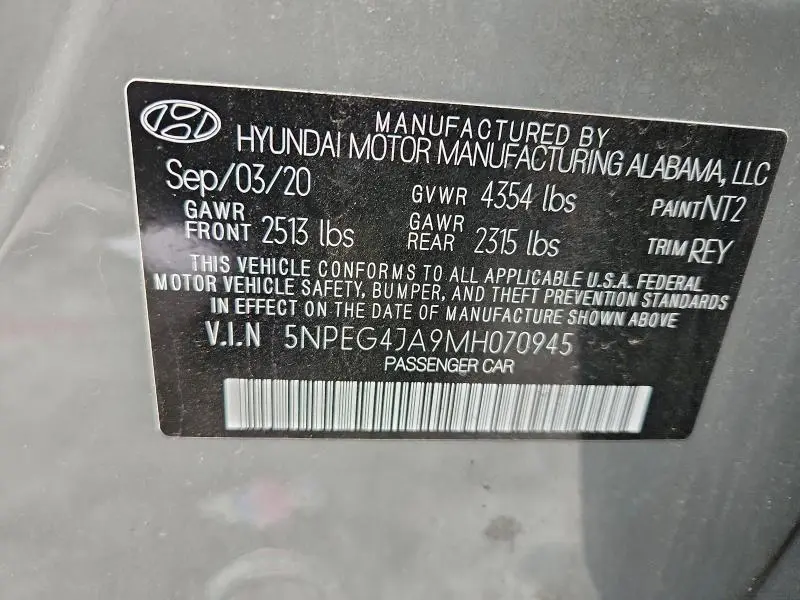 MANUFACTURED BY
HYUNDAI MOTOR MANUFACTURING ALABAMA, LLC
Sep/03/20 GVWR 4354 lbs PAINT NT2
GAWR FRONT 2513 lbs GAWR REAR 2315 lbs TRIM REY
THIS VEHICLE CONFORMS TO ALL APPLICABLE U.S.A. FEDERAL
MOTOR VEHICLE SAFETY, BUMPER, AND THEFT PREVENTION STANDARDS
IN EFFECT ON THE DATE OF MANUFACTURE SHOWN ABOVE
V.I.N 5NPEG4JA9MH070945
PASSENGER CAR